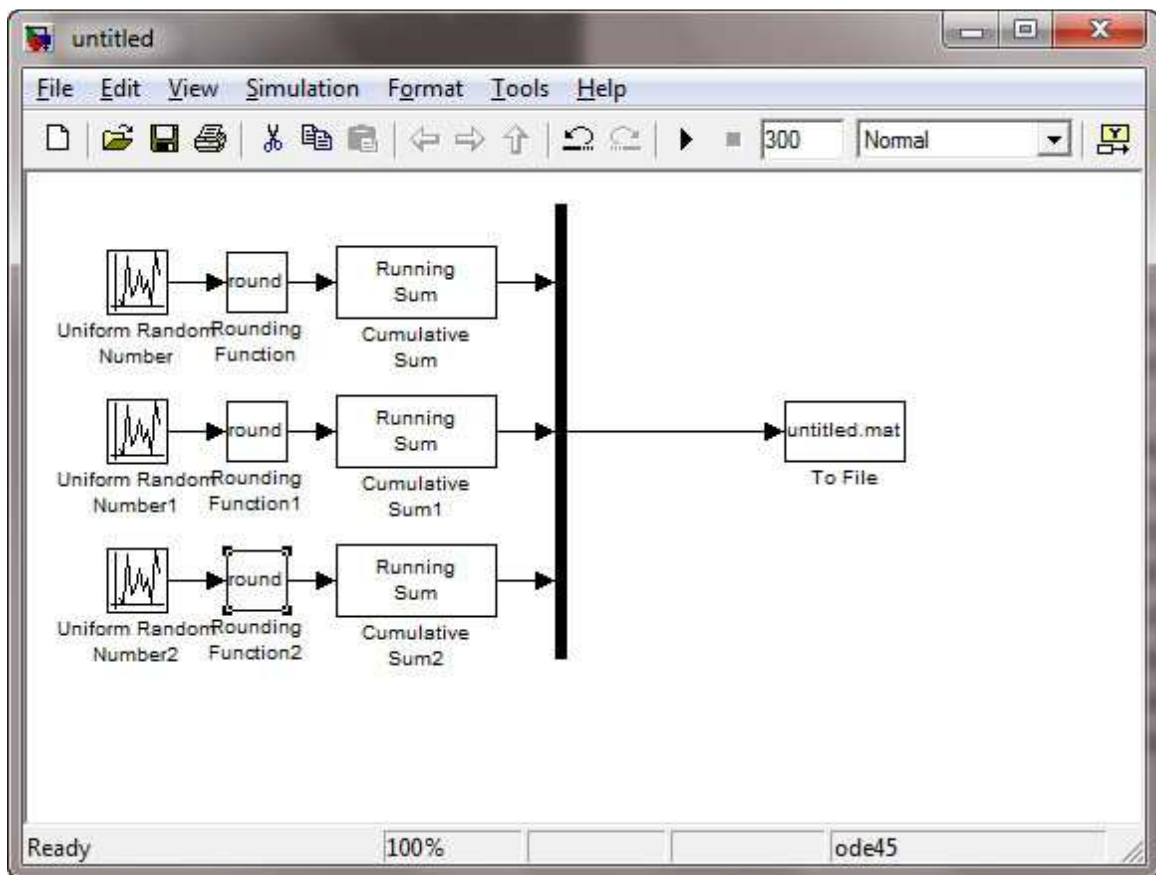 untitled
File Edit View Simulation Format Tools Help
300 Normal
round
Running
Sum
Uniform Random
Number
Rounding
Function
Cumulative
Sum
round
Running
Sum
untitled.mat
Uniform Random
Number1
Rounding
Function1
Cumulative
Sum1
To File
round
Running
Sum
Uniform Random
Number2
Rounding
Function2
Cumulative
Sum2
Ready 100% ode45